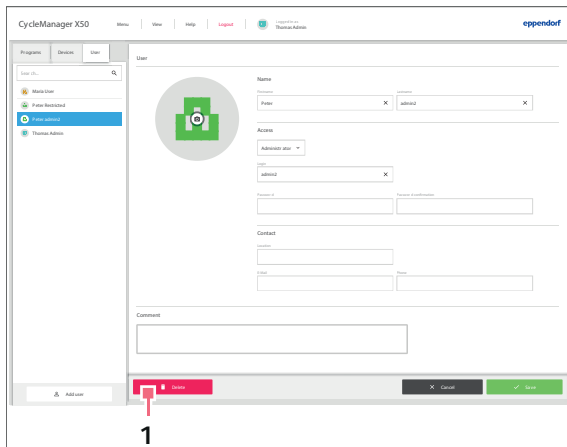 CycleManager X50 Menu View Help Logout Logged in as: eppendorf
Thomas Admin
Programs Devices User
Search...
Maria User
Peter Restricted
Peter admin2
Thomas Admin
Add user
User
Name
Firstname Lastname
Peter admin2
Access
Administrator
Login
admin2
Password Password confirmation
Contact
Location
E-Mail Phone
Comment
Delete Cancel Save
1